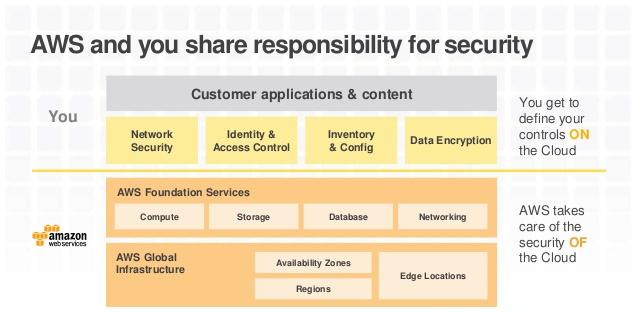 AWS and you share responsibility for security
You
Customer applications & content
Network
Security
Identity &
Access Control
Inventory
& Config
Data Encryption
You get to
define your
controls ON
the Cloud
amazon
web services
AWS Foundation Services
Compute
Storage
Database
Networking
AWS Global
Infrastructure
Availability Zones
Regions
Edge Locations
AWS takes
care of the
security OF
the Cloud